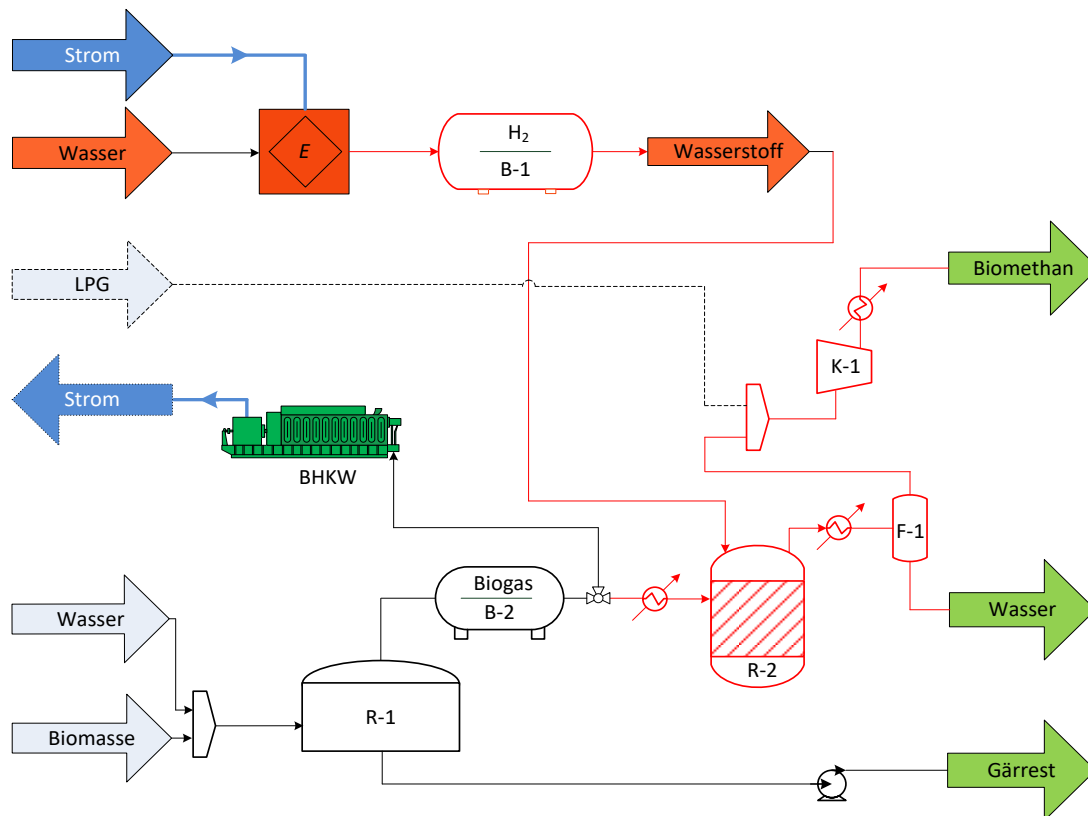 Strom
Wasser
E
H₂
B-1
Wasserstoff
LPG
Biomethan
K-1
Strom
BHKW
F-1
Biogas
B-2
Wasser
Wasser
R-2
R-1
Biomasse
Gärrest